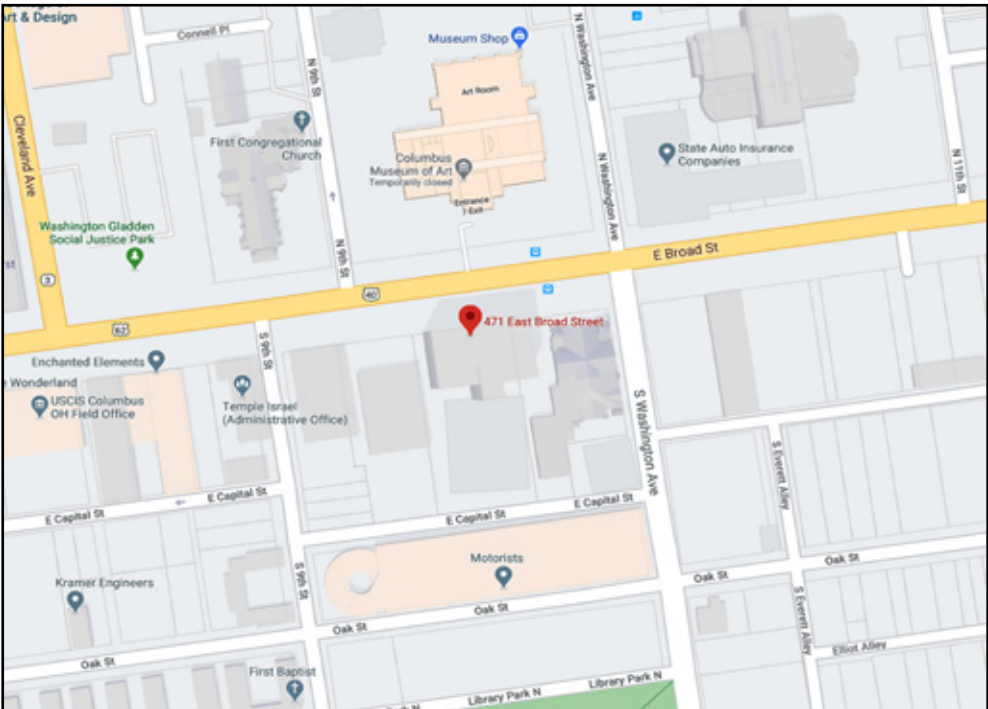 rt & Design
Connell Pl
N 9th St
Museum Shop
N Washington Ave
Art Room
Cleveland Ave
First Congregational
Church
Columbus
Museum of Art
Temporarily closed
Entrance
/ Exit
N Washington Ave
State Auto Insurance
Companies
N 11th St
Washington Gladden
Social Justice Park
N 9th St
E Broad St
st
3
40
62
471 East Broad Street
S 9th St
Enchanted Elements
Wonderland
USCIS Columbus
OH Field Office
Temple Israel
(Administrative Office)
S Washington Ave
S Everett Alley
E Capital St
E Capital St
E Capital St
E Capital St
Motorists
Kramer Engineers
S 9th St
Oak St
Oak St
Oak St
Oak St
Oak St
S Everett Alley
Elliot Alley
First Baptist
Library Park N
Library Park N
rk N